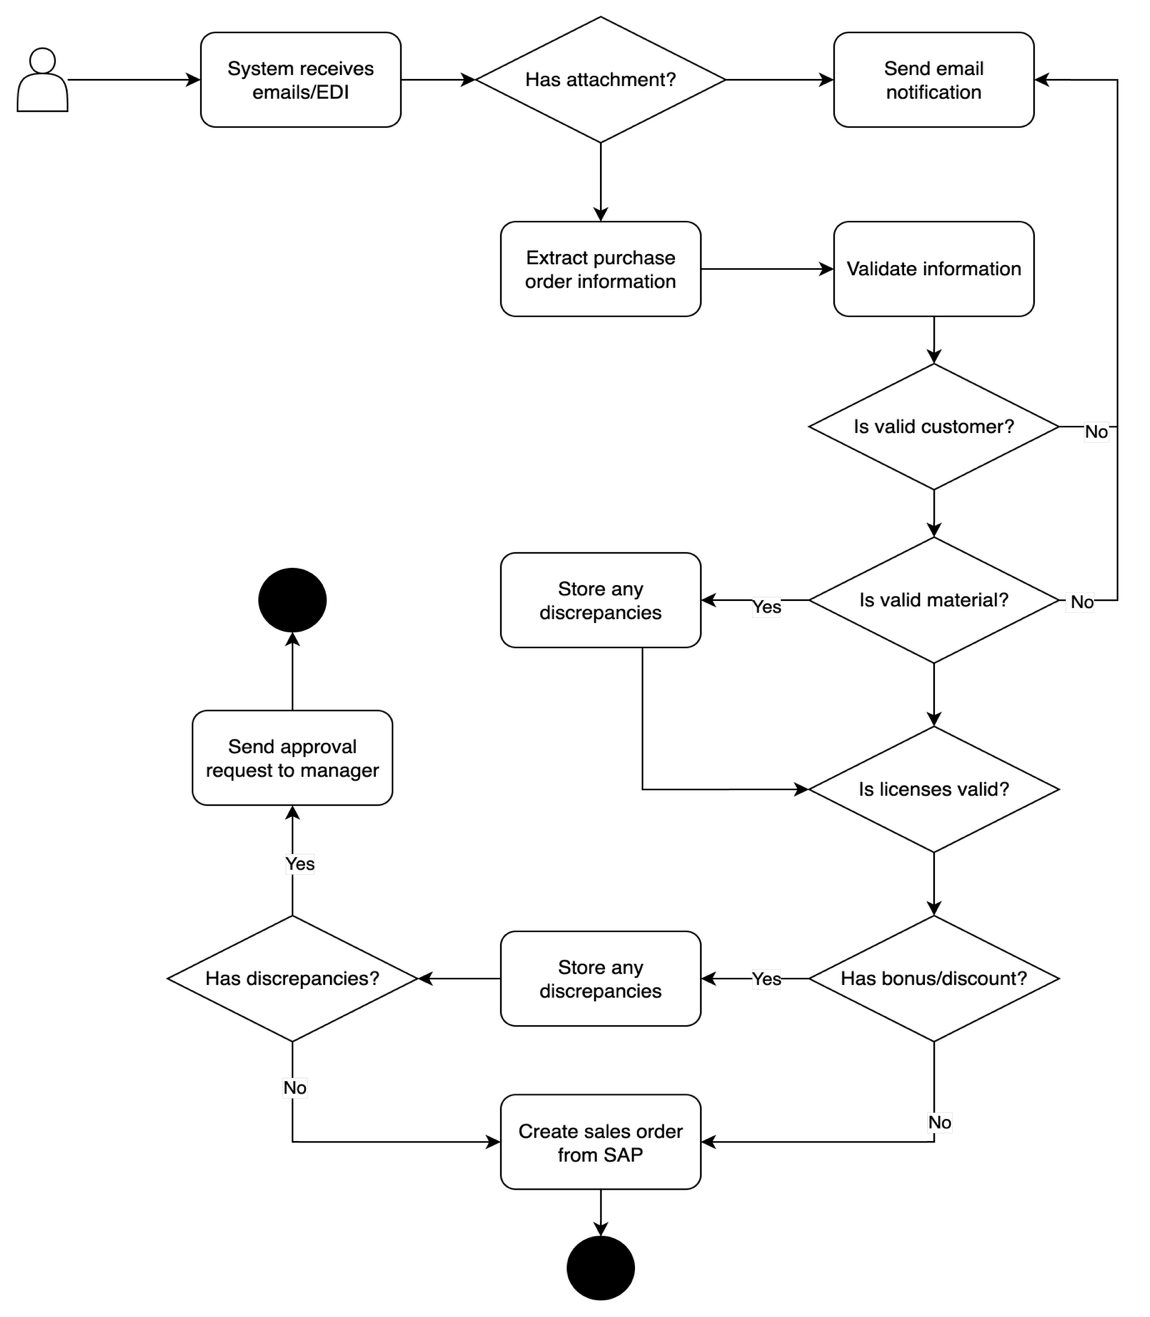 System receives
emails/EDI
Has attachment?
Send email
notification
Extract purchase
order information
Validate information
Is valid customer?
No
Store any
discrepancies
Yes
Is valid material?
No
Send approval
request to manager
Is licenses valid?
Yes
Has discrepancies?
Store any
discrepancies
Yes
Has bonus/discount?
No
Create sales order
from SAP
No